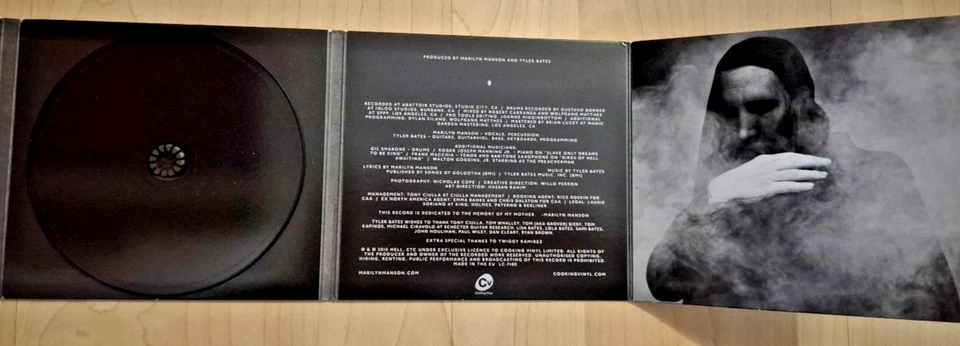 PRODUCED BY MARILYN MANSON AND TYLER BATES
RECORDED AT ABATTOIR STUDIOS, STUDIO CITY, CA / DRUMS RECORDED BY GUSTAVO BORNER
AT IGLOO STUDIOS, BURBANK, CA / MIXED BY ROBERT CARRANZA AND WOLFGANG MATTHES
AT SPPP, LOS ANGELES, CA / PRO TOOLS EDITING: JOANNE HIGGINBOTTOM / ADDITIONAL
PROGRAMMING: DYLAN EILAND, WOLFGANG MATTHES / MASTERED BY BRIAN LUCEY AT MAGIC
GARDEN MASTERING, LOS ANGELES, CA
MARILYN MANSON – VOCALS, PERCUSSION
TYLER BATES – GUITARS, GUITARVIOL, BASS, KEYBOARDS, PROGRAMMING
ADDITIONAL MUSICIANS:
GIL SHARONE – DRUMS / ROGER JOSEPH MANNING JR. – PIANO ON "SLAVE ONLY DREAMS
TO BE KING" / FRANK MACCHIA – TENOR AND BARITONE SAXOPHONE ON "BIRDS OF HELL
AWAITING" / WALTON GOGGINS, JR. STARRING AS THE PREACHERMAN
LYRICS BY MARILYN MANSON MUSIC BY TYLER BATES
PUBLISHED BY SONGS OF GOLGOTHA (BMI) / TYLER BATES MUSIC, INC. (BMI)
PHOTOGRAPHY: NICHOLAS COPE / CREATIVE DIRECTION: WILLO PERRON
ART DIRECTION: HASSAN RAHIM
MANAGEMENT: TONY CIULLA AT CIULLA MANAGEMENT / BOOKING AGENT: RICK ROSKIN FOR
CAA / EX NORTH AMERICA AGENT: EMMA BANKS AND CHRIS DALSTON FOR CAA / LEGAL: LAURIE
SORIANO AT KING, HOLMES, PATERNO & BERLINER
THIS RECORD IS DEDICATED TO THE MEMORY OF MY MOTHER. –MARILYN MANSON
TYLER BATES WISHES TO THANK TONY CIULLA, TOM WHALLEY, TOM (AKA GROVER) BIERY, TOM
KAPINOS, MICHAEL CIRAVOLO AT SCHECTER GUITAR RESEARCH, LISA BATES, LOLA BATES, SAMI BATES,
JOHN HOULIHAN, PAUL WILEY, DAN CLEARY, RYAN BROWN.
EXTRA SPECIAL THANKS TO TWIGGY RAMIREZ
℗ & © 2015 HELL, ETC UNDER EXCLUSIVE LICENCE TO COOKING VINYL LIMITED. ALL RIGHTS OF
THE PRODUCER AND OWNER OF THE RECORDED WORK RESERVED. UNAUTHORISED COPYING,
HIRING, RENTING, PUBLIC PERFORMANCE AND BROADCASTING OF THIS RECORD IS PROHIBITED.
MADE IN THE EU LC-7188
MARILYNMANSON.COM COOKINGVINYL.COM
CV
Cooking Vinyl